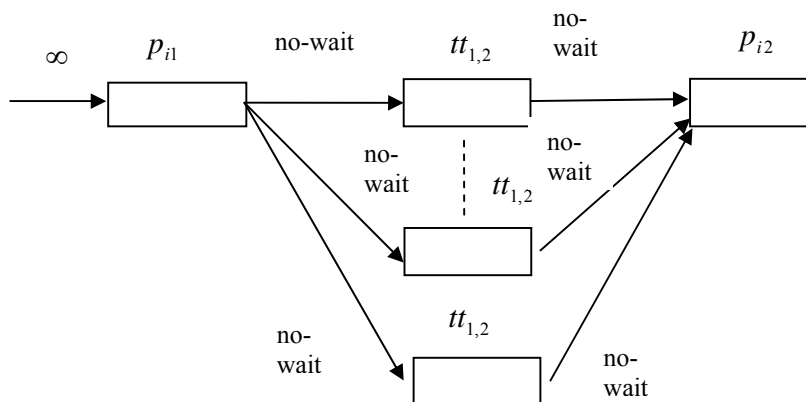 ∞
p_{i1}
no-wait
tt_{1,2}
no-
wait
p_{i2}
no-
wait
tt_{1,2}
no-
wait
no-
wait
tt_{1,2}
no-
wait